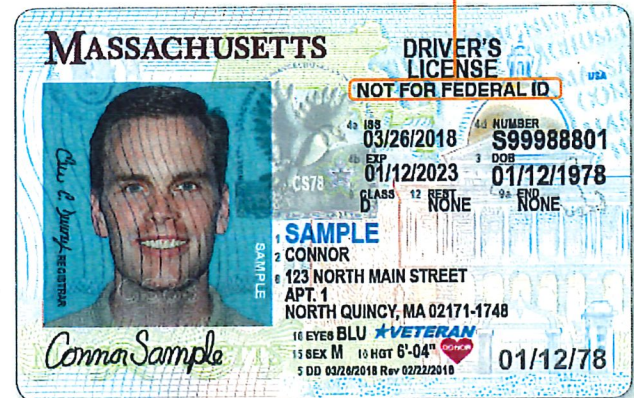 MASSACHUSETTS
DRIVER'S
LICENSE
NOT FOR FEDERAL ID
USA
4a ISS
03/26/2018
4d NUMBER
S99988801
4b EXP
01/12/2023
3 DOB
01/12/1978
CLASS
D
12 REST
NONE
9a END
NONE
CS78
REGISTRAR
SAMPLE
1 SAMPLE
2 CONNOR
8 123 NORTH MAIN STREET
APT. 1
NORTH QUINCY, MA 02171-1748
18 EYES BLU VETERAN
15 SEX M 16 HGT 6'-04" DONOR
5 DD 03/26/2018 Rev 02/22/2016
01/12/78
Connor Sample